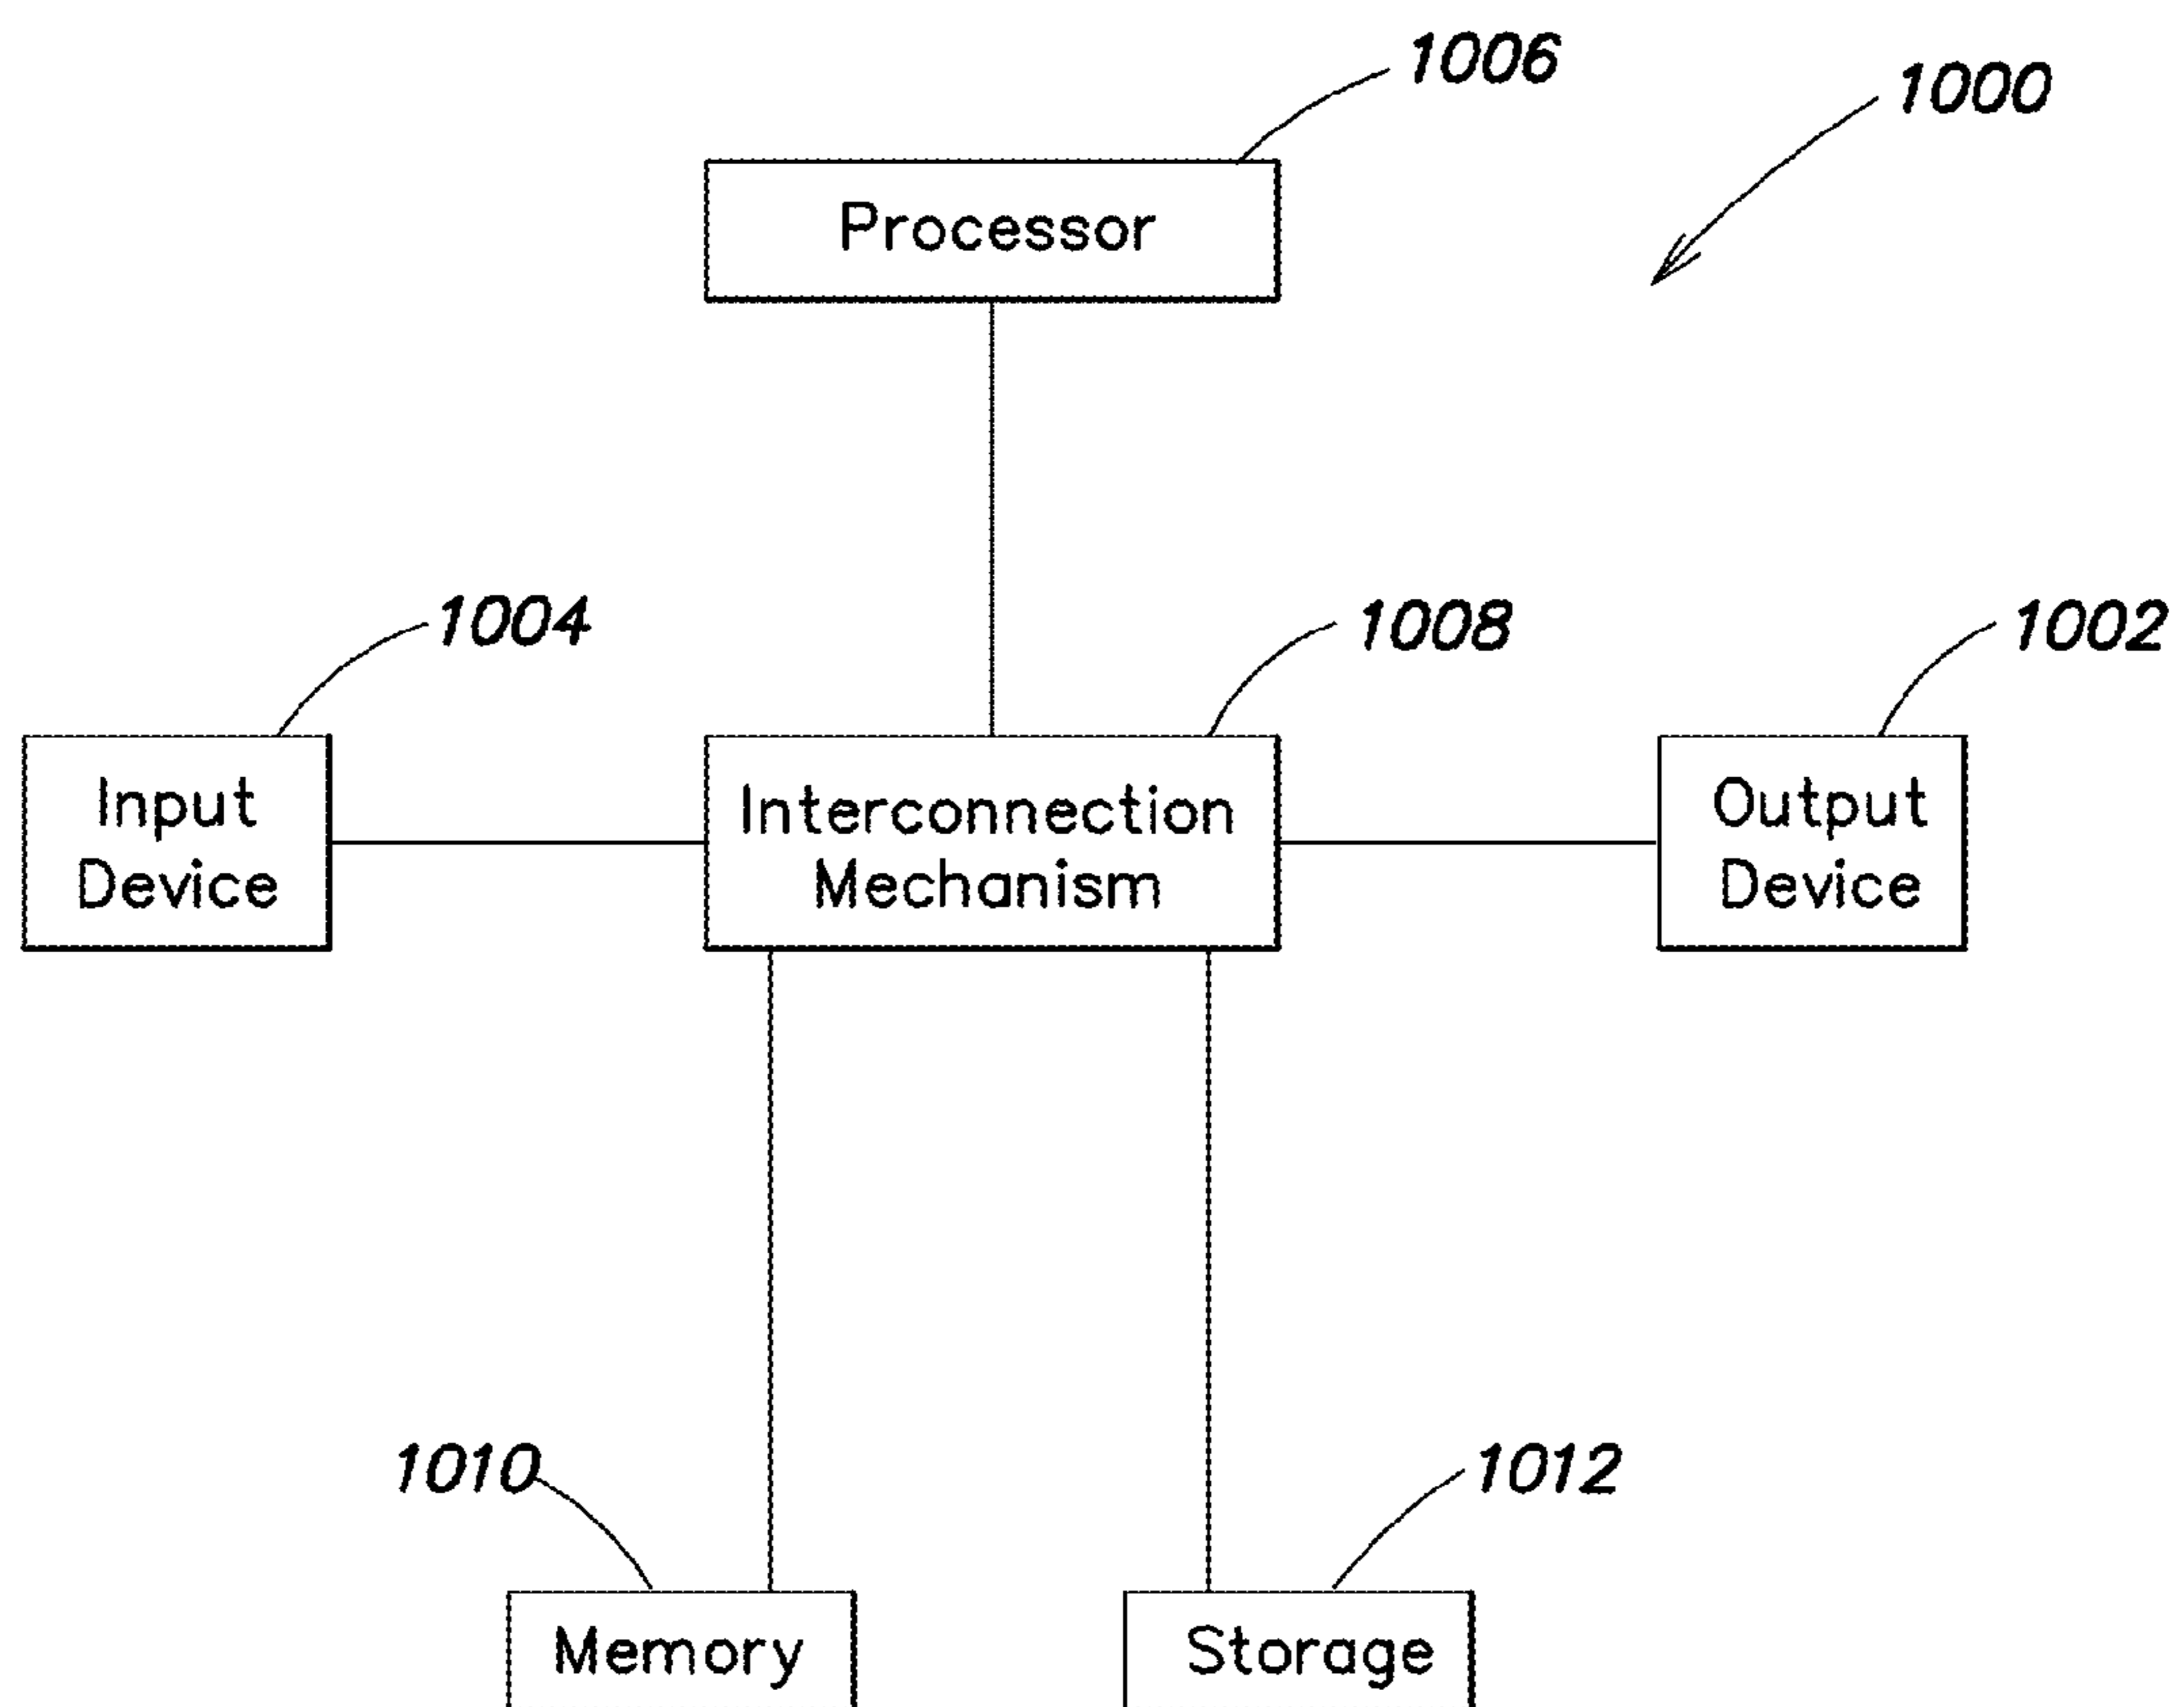 1006
1000
Processor
1004
1008
1002
Input
Device
Interconnection
Mechanism
Output
Device
1010
1012
Memory
Storage